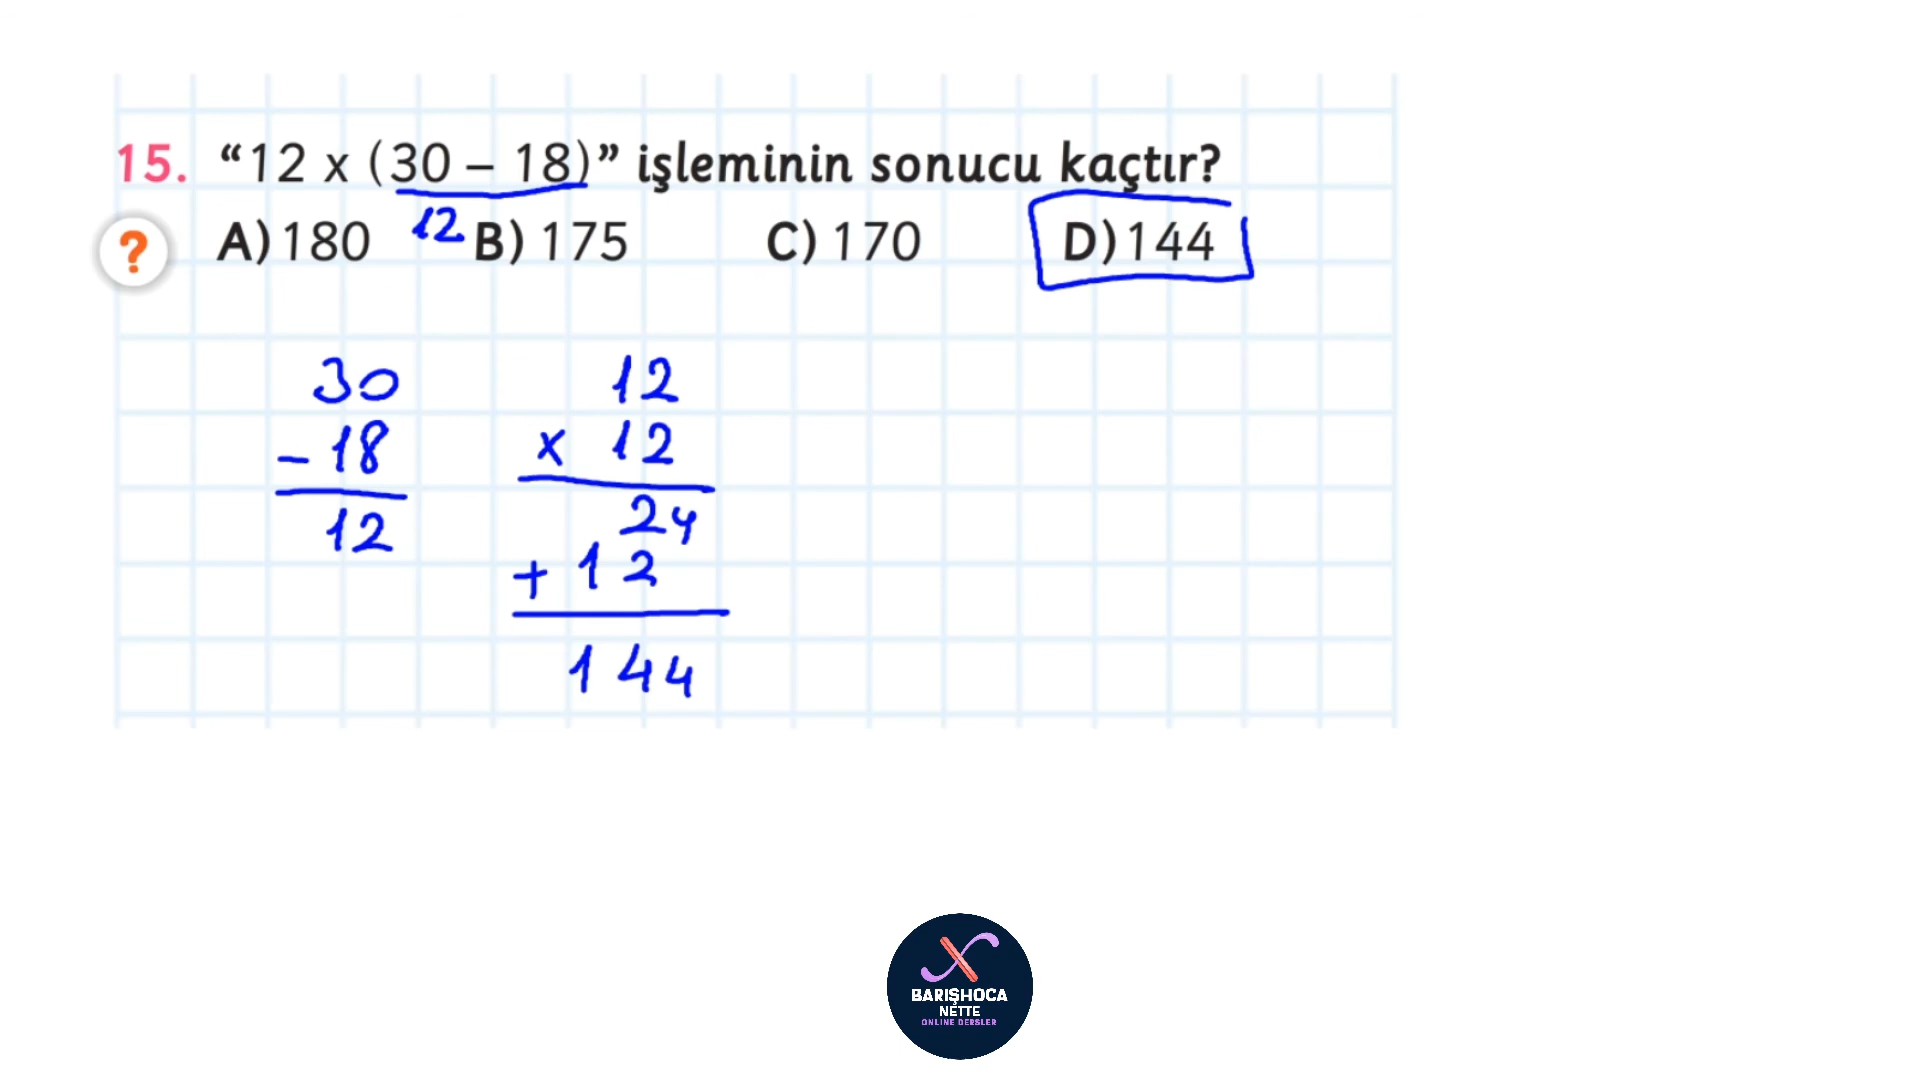 15. “12 x (30 – 18)” işleminin sonucu kaçtır?
12
? A) 180 B) 175 C) 170 D) 144
30
- 18
12
12
x 12
24
+ 12
144
BARIŞHOCA
NETTE
ONLINE DERSLER